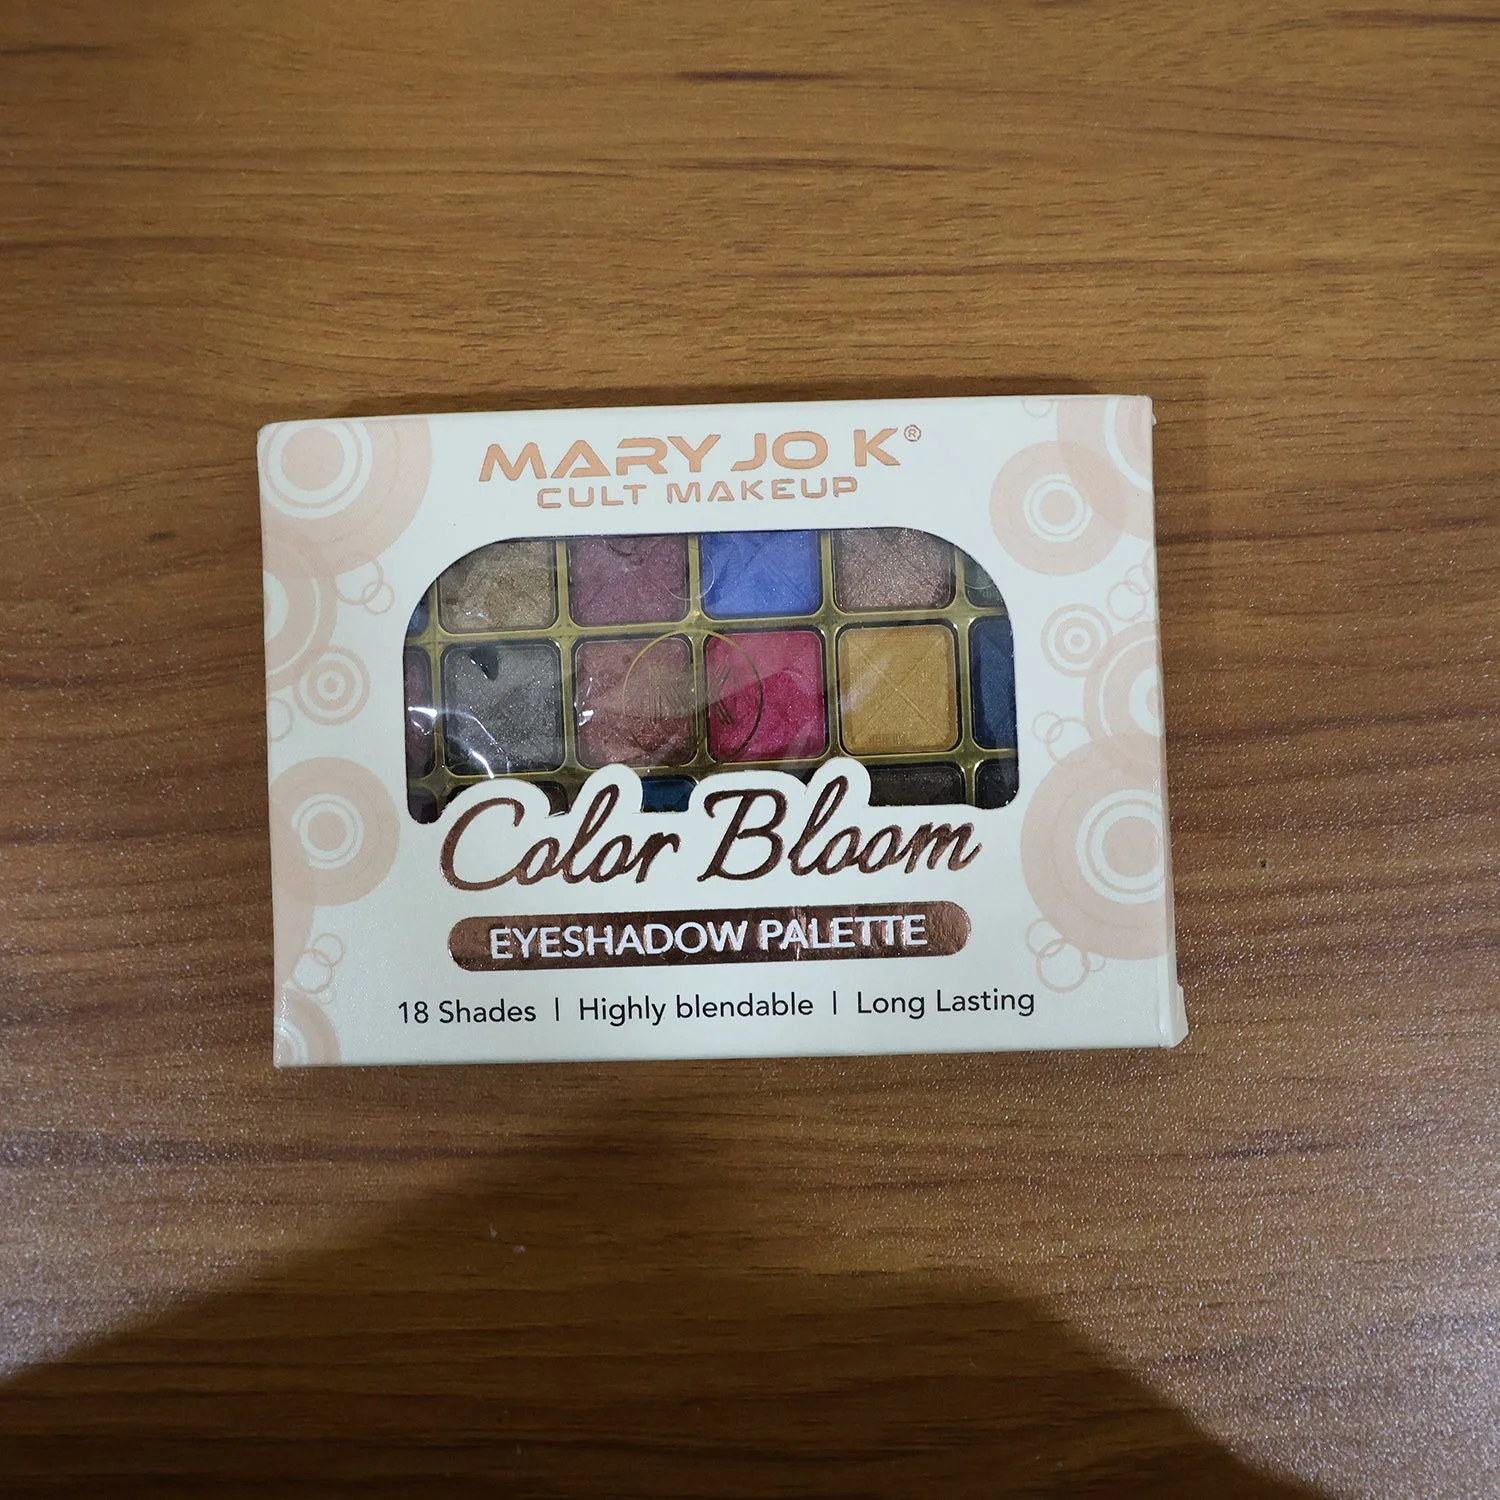 MARY JO K®
CULT MAKEUP
Color Bloom
EYESHADOW PALETTE
18 Shades | Highly blendable | Long Lasting